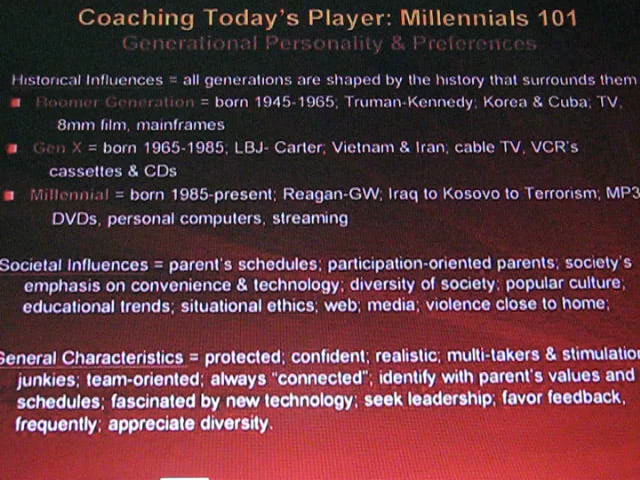 Coaching Today's Player: Millennials 101
Generational Personality & Preferences
Historical Influences = all generations are shaped by the history that surrounds them
Boomer Generation = born 1945-1965; Truman-Kennedy; Korea & Cuba; TV,
8mm film, mainframes
Gen X = born 1965-1985; LBJ- Carter; Vietnam & Iran; cable TV, VCR's
cassettes & CDs
Millennial = born 1985-present; Reagan-GW; Iraq to Kosovo to Terrorism; MP3
DVDs, personal computers, streaming
Societal Influences = parent's schedules; participation-oriented parents; society's
emphasis on convenience & technology; diversity of society; popular culture;
educational trends; situational ethics; web; media; violence close to home;
General Characteristics = protected; confident; realistic; multi-takers & stimulation
junkies; team-oriented; always "connected"; identify with parent's values and
schedules; fascinated by new technology; seek leadership; favor feedback,
frequently; appreciate diversity.